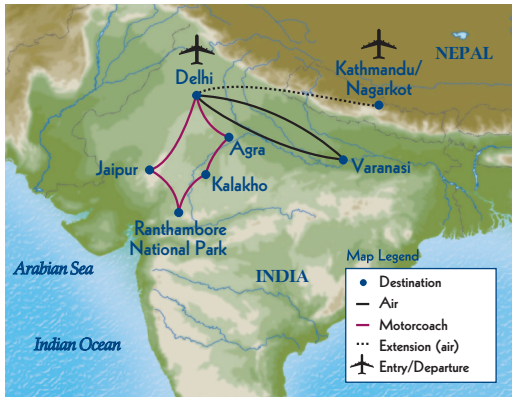 NEPAL
Delhi
Kathmandu/
Nagarkot
Agra
Varanasi
Jaipur
Kalakho
Ranthambore
National Park
Arabian Sea
INDIA
Indian Ocean
Map Legend
Destination
Air
Motorcoach
Extension (air)
Entry/Departure